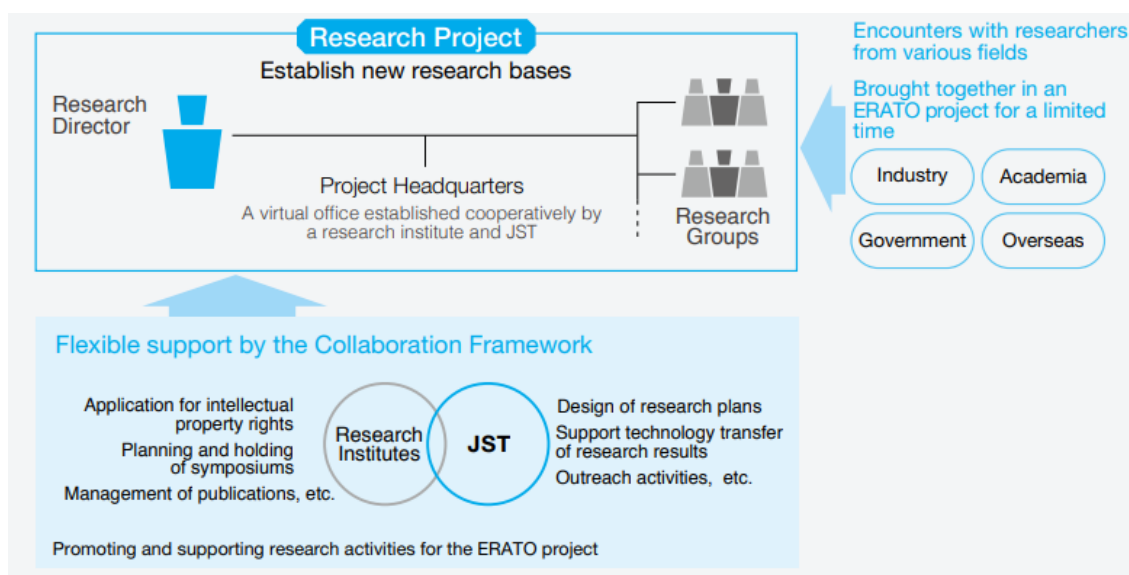 Research Project
Establish new research bases
Research
Director
Project Headquarters
A virtual office established cooperatively by
a research institute and JST
Research
Groups
Encounters with researchers
from various fields
Brought together in an
ERATO project for a limited
time
Industry
Academia
Government
Overseas
Flexible support by the Collaboration Framework
Application for intellectual
property rights
Planning and holding
of symposiums
Management of publications, etc.
Research
Institutes
JST
Design of research plans
Support technology transfer
of research results
Outreach activities, etc.
Promoting and supporting research activities for the ERATO project